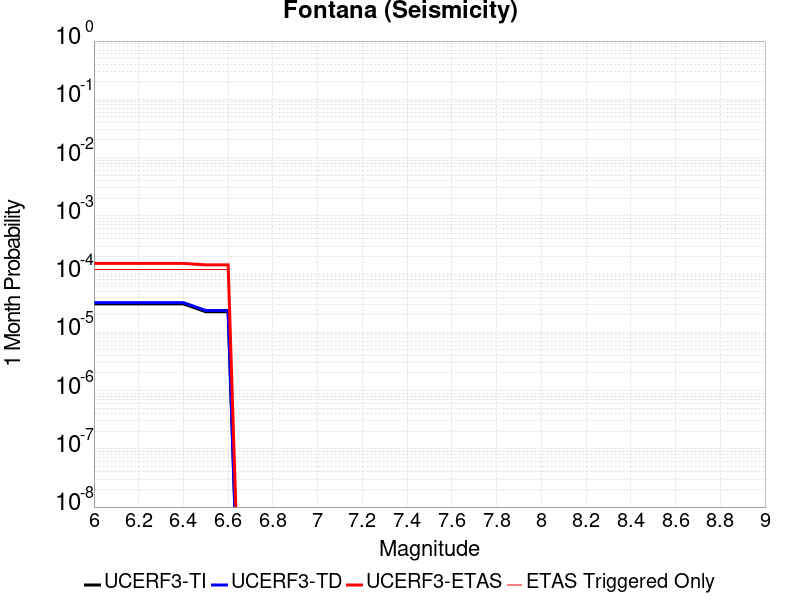 Fontana (Seismicity)
10^0
10^-1
10^-2
10^-3
10^-4
10^-5
10^-6
10^-7
10^-8
1 Month Probability
6 6.2 6.4 6.6 6.8 7 7.2 7.4 7.6 7.8 8 8.2 8.4 8.6 8.8 9
Magnitude
UCERF3-TI UCERF3-TD UCERF3-ETAS ETAS Triggered Only